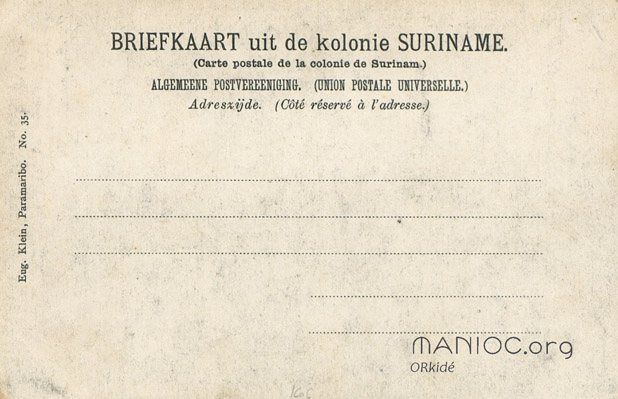 BRIEFKAART uit de kolonie SURINAME.
(Carte postale de la colonie de Surinam.)
ALGEMEENE POSTVEREENIGING. (UNION POSTALE UNIVERSELLE.)
Adreszijde. (Côté réservé à l'adresse.)
Eug. Klein, Paramaribo. No. 35.
MANIOC.org
ORkidé